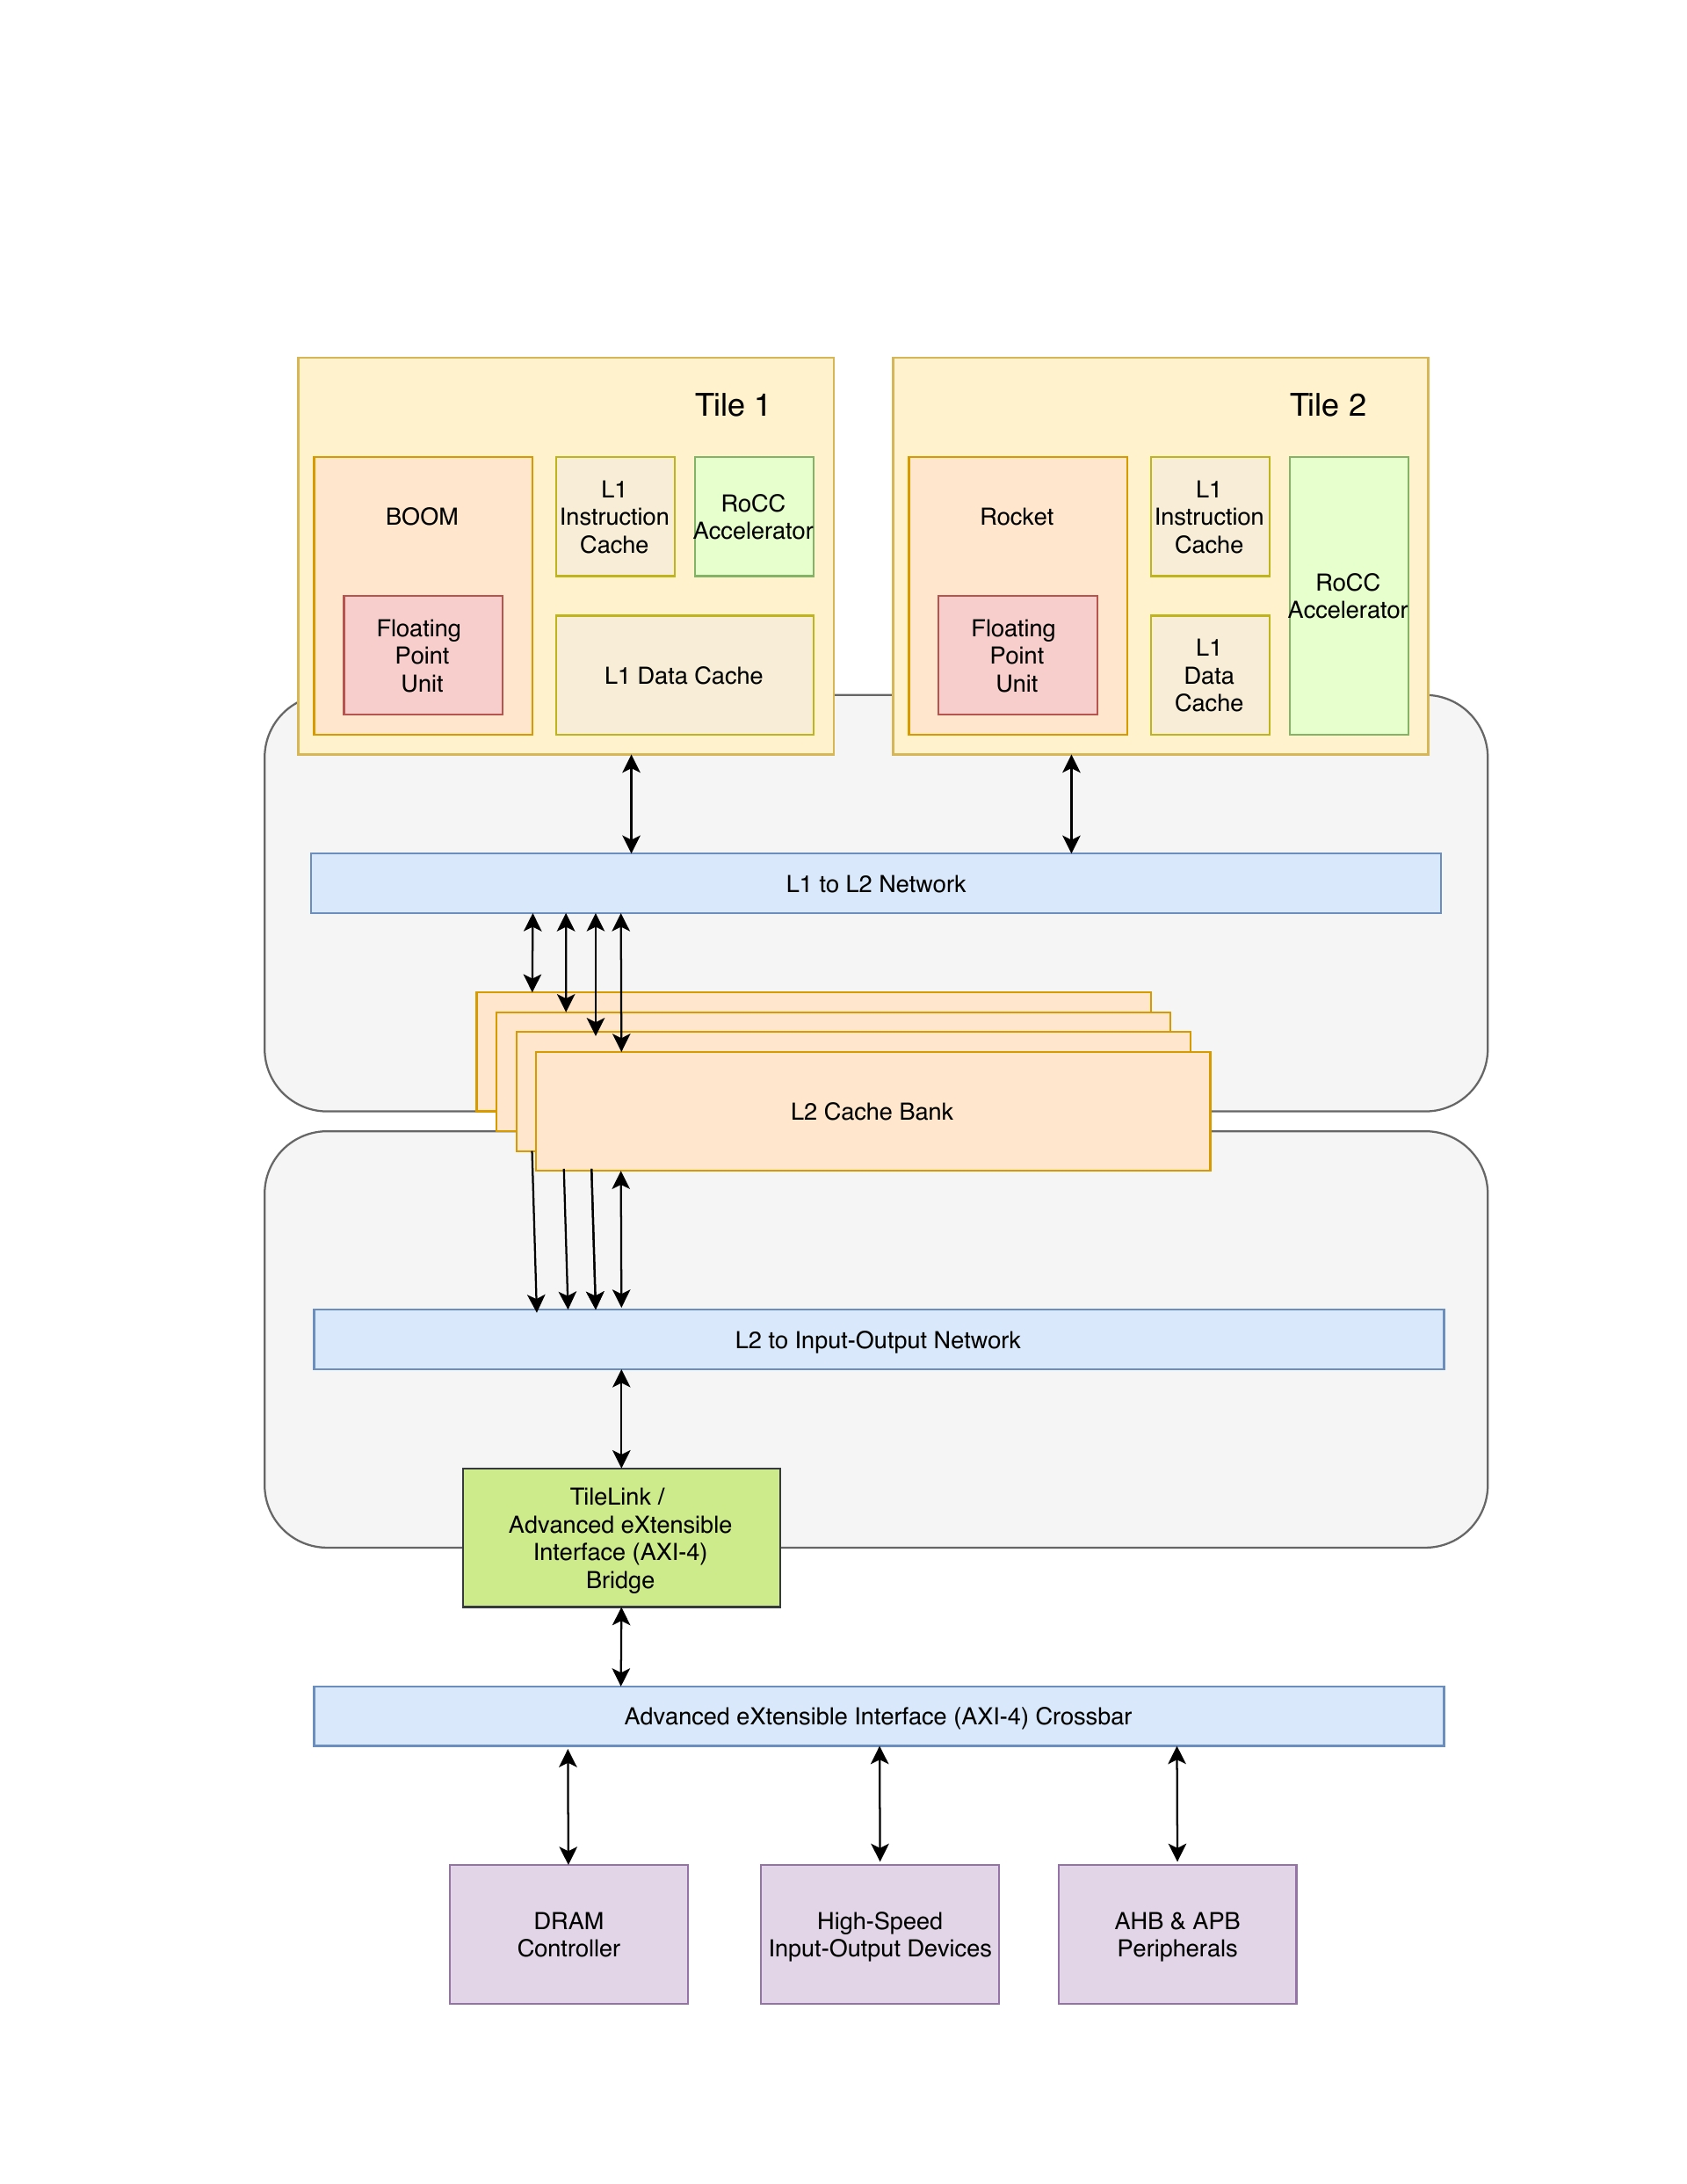 Tile 1
BOOM
L1
Instruction
Cache
RoCC
Accelerator
Floating
Point
Unit
L1 Data Cache
Tile 2
Rocket
L1
Instruction
Cache
RoCC
Accelerator
Floating
Point
Unit
L1
Data
Cache
L1 to L2 Network
L2 Cache Bank
L2 to Input-Output Network
TileLink /
Advanced eXtensible
Interface (AXI-4)
Bridge
Advanced eXtensible Interface (AXI-4) Crossbar
DRAM
Controller
High-Speed
Input-Output Devices
AHB & APB
Peripherals